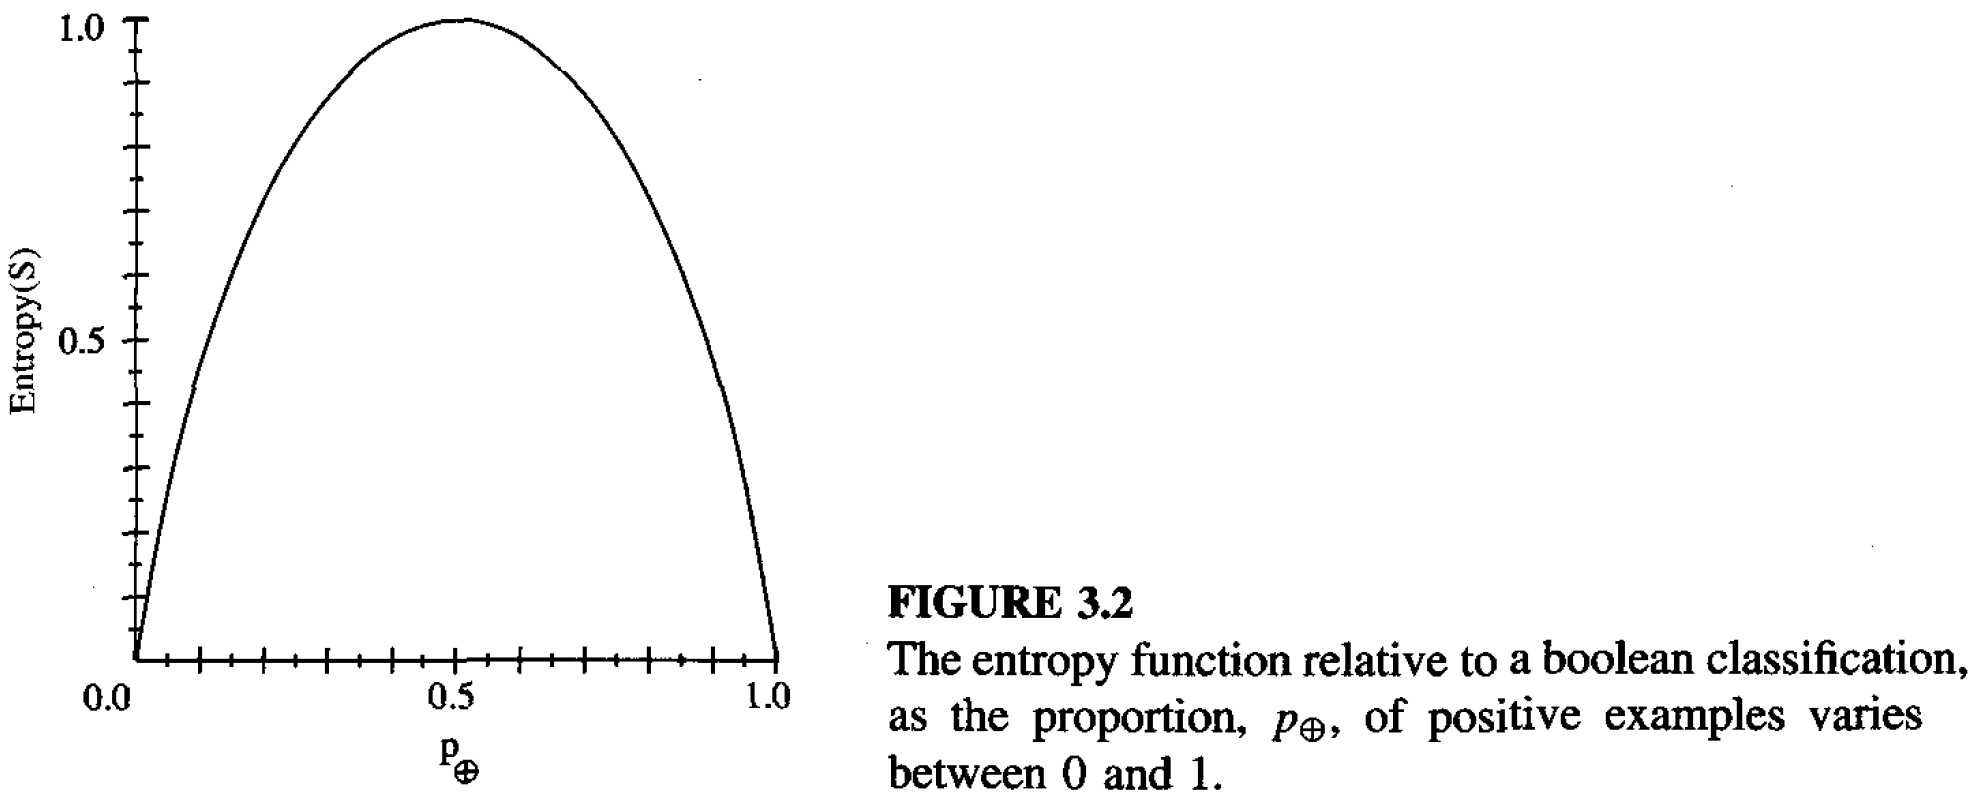 1.0
Entropy(S)
0.5
0.0
0.5
1.0
p⊕
FIGURE 3.2
The entropy function relative to a boolean classification,
as the proportion, p⊕, of positive examples varies
between 0 and 1.